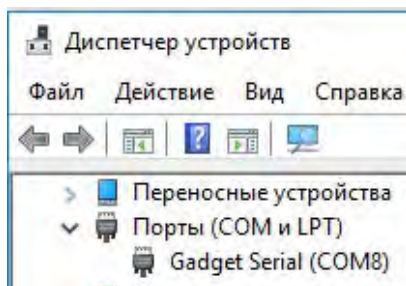 Диспетчер устройств
Файл Действие Вид Справка
Переносные устройства
Порты (COM и LPT)
Gadget Serial (COM8)